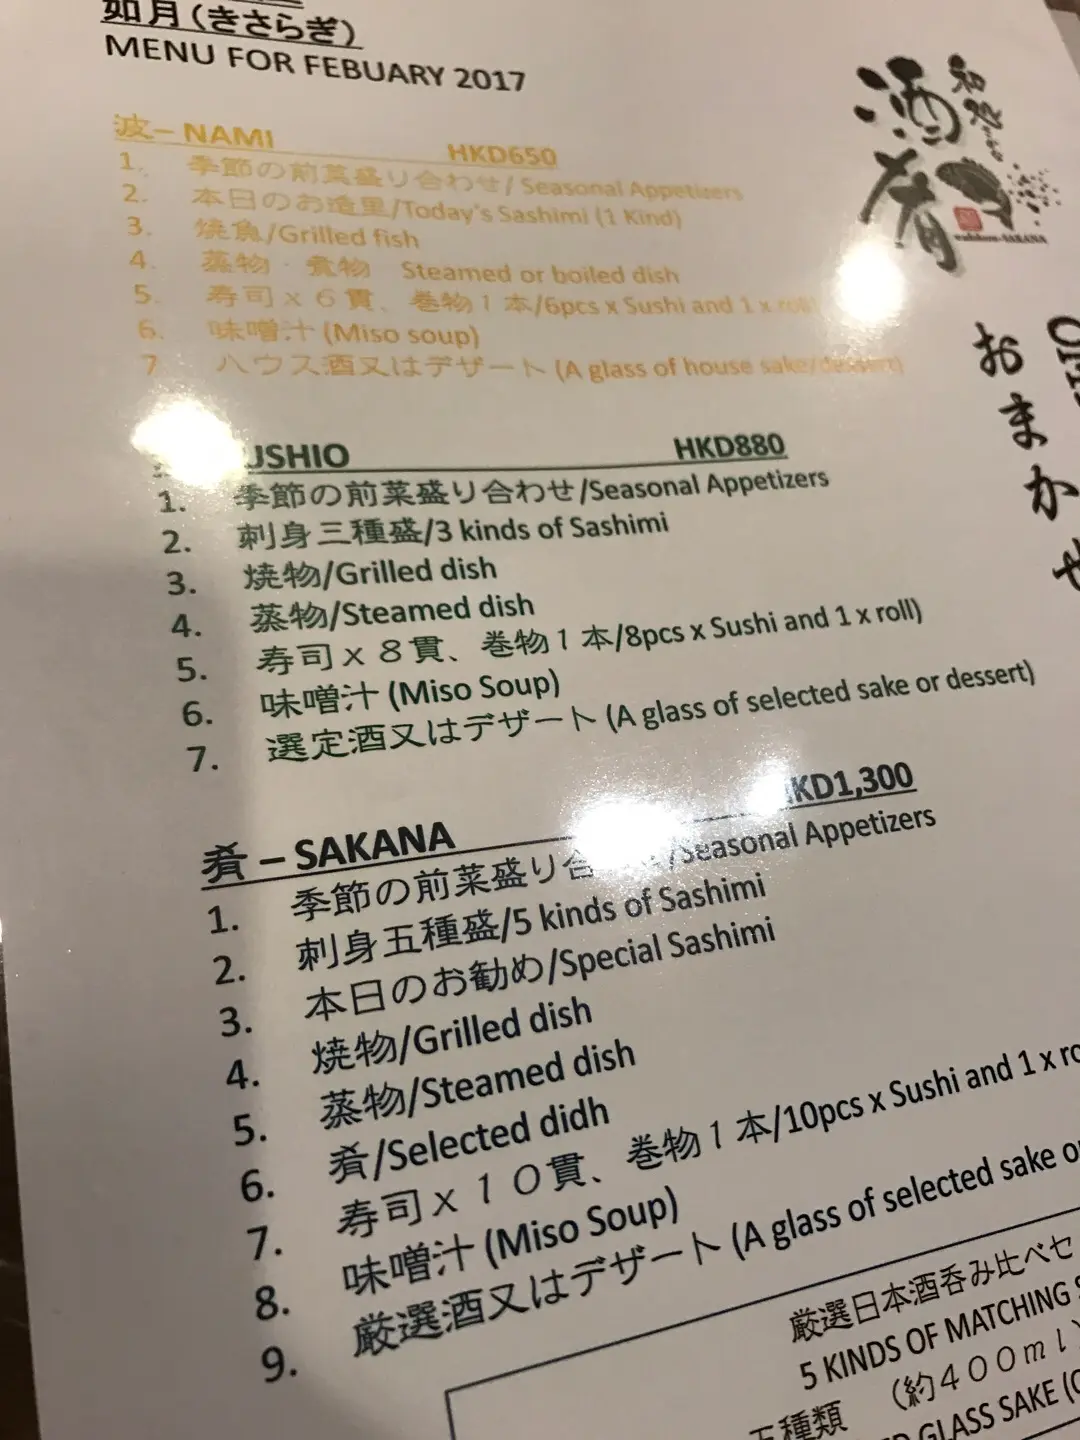 如月(きさらぎ)
MENU FOR FEBUARY 2017
酒肴
和処
SAKANA
おまかせ
波 – NAMI HKD650
1. 季節の前菜盛り合わせ/ Seasonal Appetizers
2. 本日のお造里/Today's Sashimi (1 Kind)
3. 焼魚/Grilled fish
4. 蒸物・煮物 Steamed or boiled dish
5. 寿司x6貫、巻物1本/6pcs x Sushi and 1 x roll
6. 味噌汁 (Miso soup)
7 ハウス酒又はデザート (A glass of house sake/dessert)
USHIO HKD880
1. 季節の前菜盛り合わせ/Seasonal Appetizers
2. 刺身三種盛/3 kinds of Sashimi
3. 焼物/Grilled dish
4. 蒸物/Steamed dish
5. 寿司x8貫、巻物1本/8pcs x Sushi and 1 x roll)
6. 味噌汁 (Miso Soup)
7. 選定酒又はデザート (A glass of selected sake or dessert)
肴 – SAKANA HKD1,300
1. 季節の前菜盛り合 /Seasonal Appetizers
2. 刺身五種盛/5 kinds of Sashimi
3. 本日のお勧め/Special Sashimi
4. 焼物/Grilled dish
5. 蒸物/Steamed dish
6. 肴/Selected didh
7. 寿司x10貫、巻物1本/10pcs x Sushi and 1 x
8. 味噌汁 (Miso Soup)
9. 厳選酒又はデザート (A glass of selected sake
厳選日本酒呑み比べセ
5 KINDS OF MATCHING
五種類 (約400ml)
GLASS SAKE